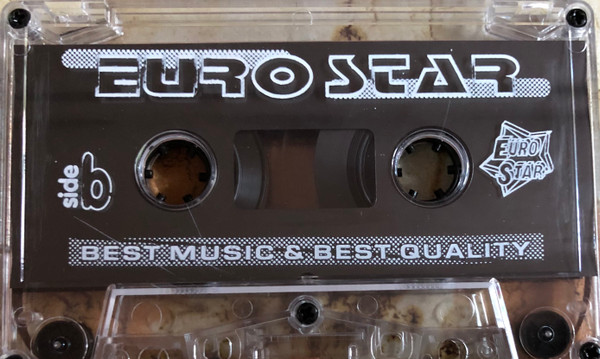 EURO STAR
side b
EURO
STAR
BEST MUSIC & BEST QUALITY